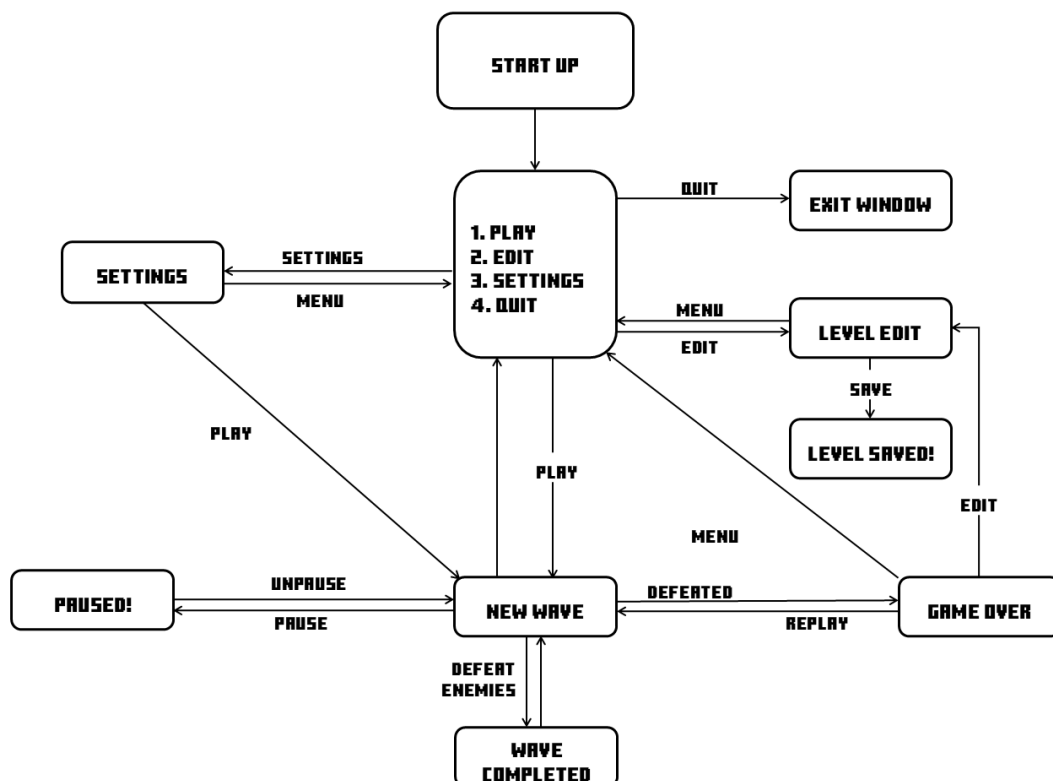 START UP
QUIT
EXIT WINDOW
1. PLAY
2. EDIT
3. SETTINGS
4. QUIT
SETTINGS
SETTINGS
MENU
MENU
EDIT
LEVEL EDIT
SAVE
LEVEL SAVED!
PLAY
PLAY
EDIT
MENU
PAUSED!
UNPAUSE
PAUSE
NEW WAVE
DEFEATED
REPLAY
GAME OVER
DEFEAT
ENEMIES
WAVE
COMPLETED